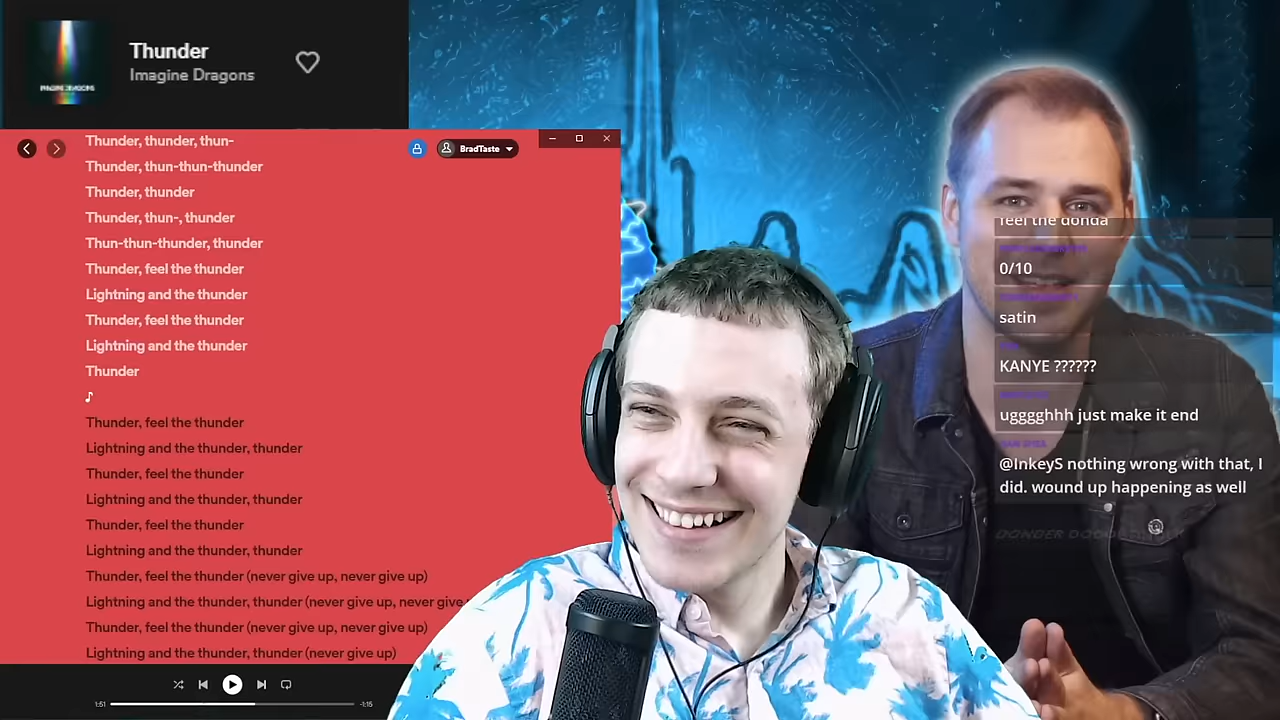 Thunder
Imagine Dragons
IMAGINE DRAGONS
Thunder, thunder, thun-
BradTaste
Thunder, thun-thun-thunder
Thunder, thunder
Thunder, thun-, thunder
Thun-thun-thunder, thunder
Thunder, feel the thunder
Lightning and the thunder
Thunder, feel the thunder
Lightning and the thunder
Thunder
♪
Thunder, feel the thunder
Lightning and the thunder, thunder
Thunder, feel the thunder
Lightning and the thunder, thunder
Thunder, feel the thunder
Lightning and the thunder, thunder
Thunder, feel the thunder (never give up, never give up)
Lightning and the thunder, thunder (never give up, never give
Thunder, feel the thunder (never give up, never give up)
Lightning and the thunder, thunder (never give up)
1:51
-1:15
feel the donda
0/10
satin
KANYE ??????
ugggghhh just make it end
@InkeyS nothing wrong with that, I
did. wound up happening as well